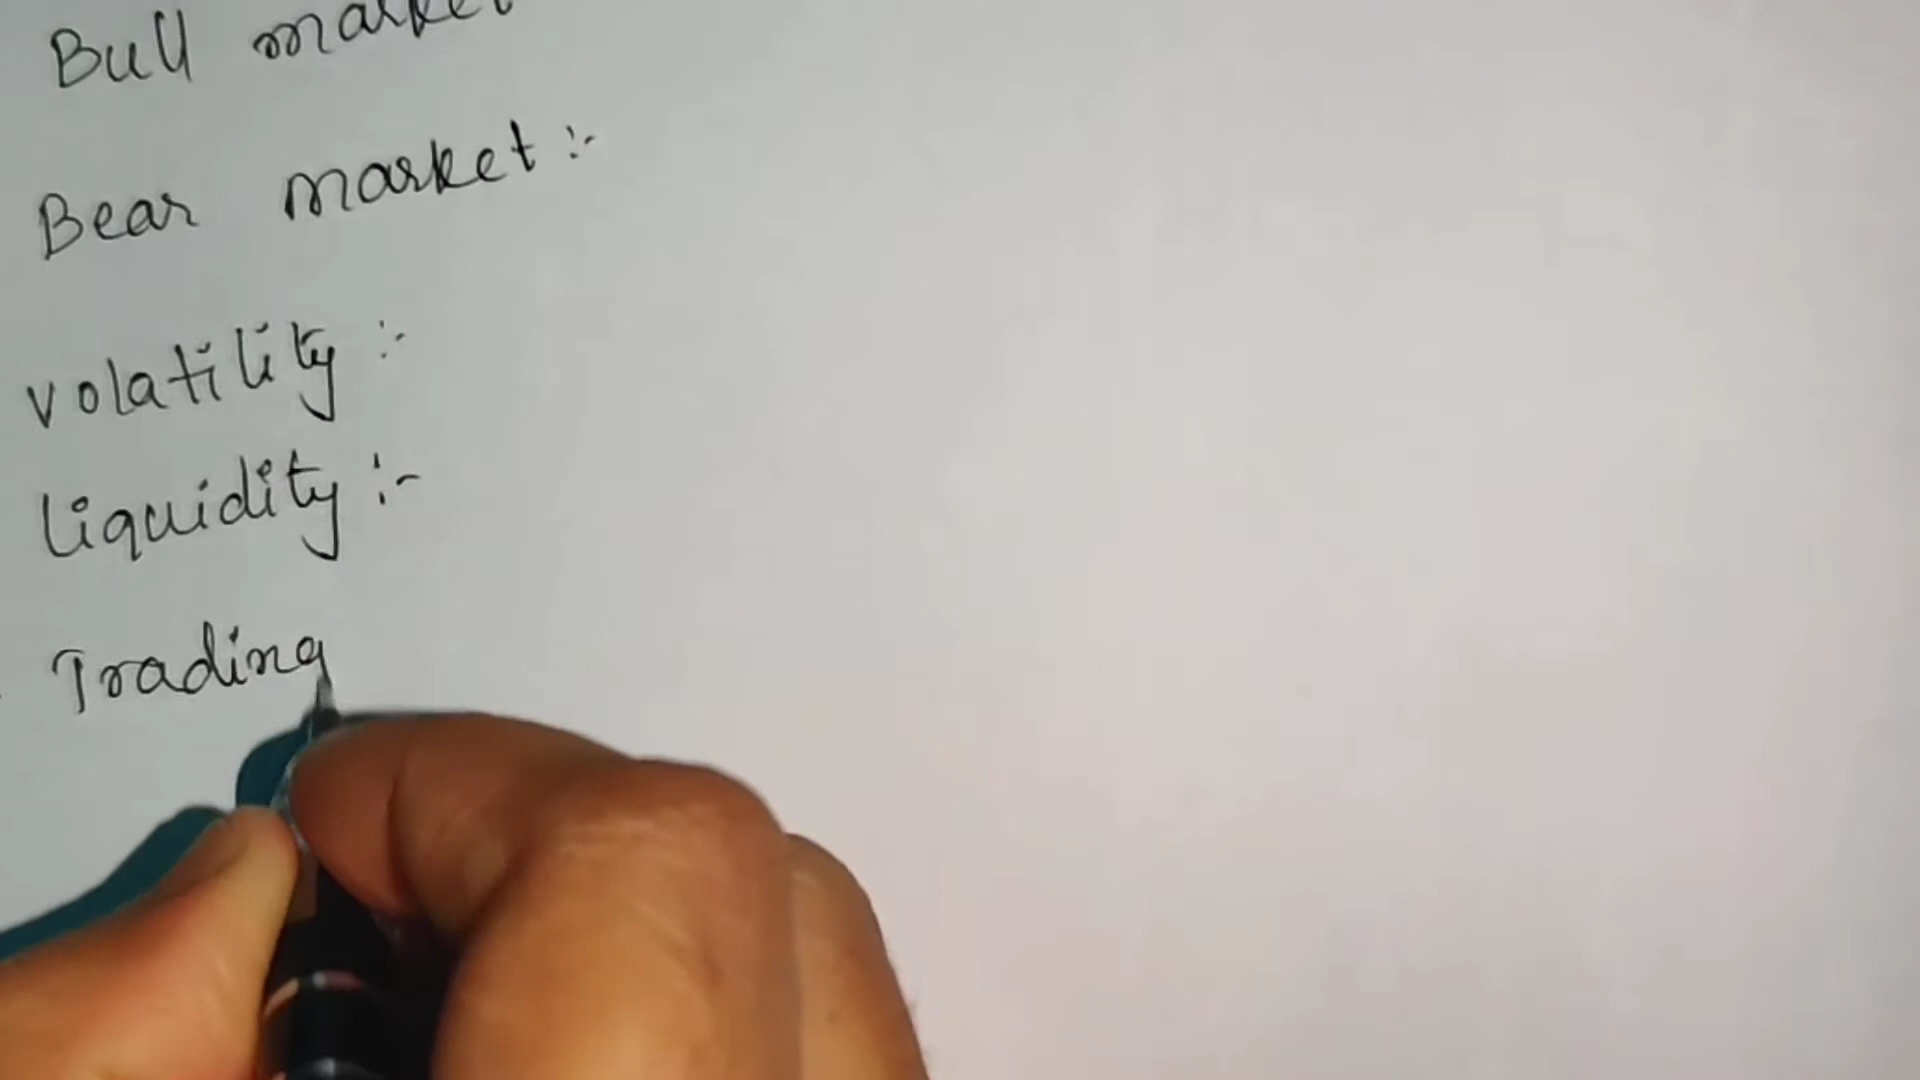 Bull market
Bear market :-
volatility :-
liquidity :-
Trading